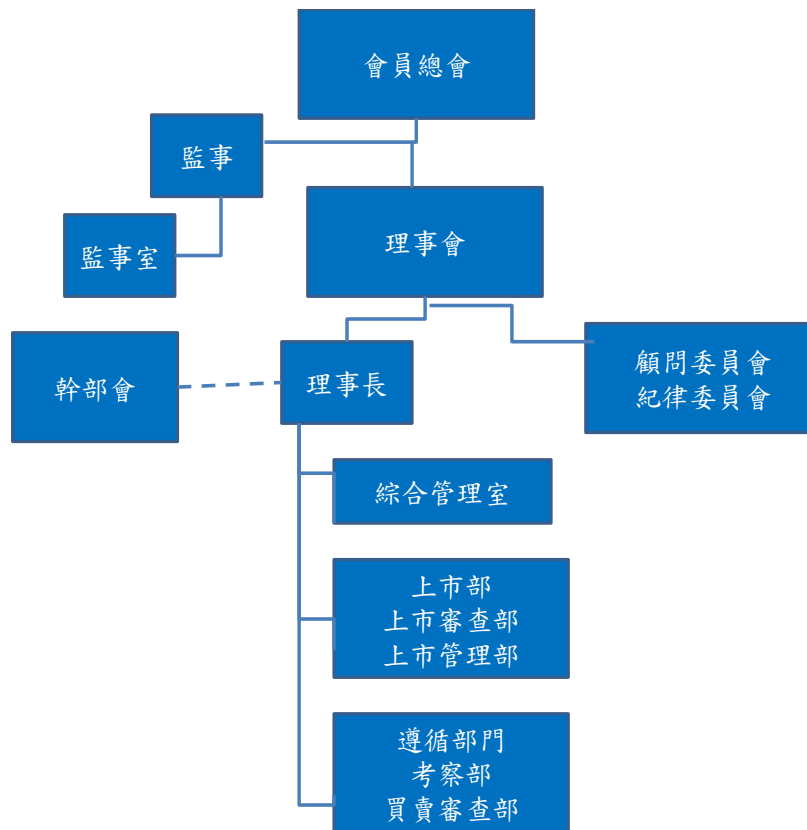 會員總會
監事
理事會
監事室
幹部會
理事長
顧問委員會
紀律委員會
綜合管理室
上市部
上市審查部
上市管理部
遵循部門
考察部
買賣審查部